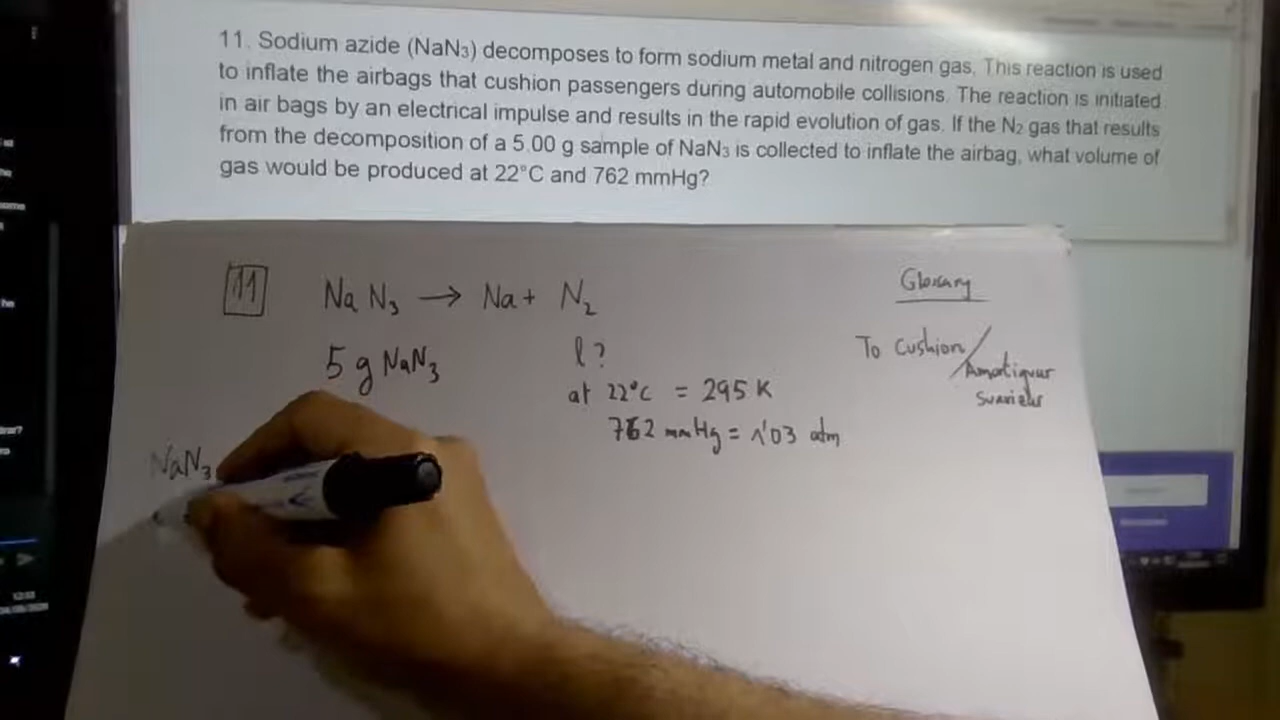 11. Sodium azide (NaN₃) decomposes to form sodium metal and nitrogen gas. This reaction is used
to inflate the airbags that cushion passengers during automobile collisions. The reaction is initiated
in air bags by an electrical impulse and results in the rapid evolution of gas. If the N₂ gas that results
from the decomposition of a 5.00 g sample of NaN₃ is collected to inflate the airbag, what volume of
gas would be produced at 22°C and 762 mmHg?
11 NaN₃ → Na + N₂
Glossary
5 g NaN₃
l?
To Cushion/
Amortiguar
at 22°C = 295 K
suavizar
762 mmHg = 1'03 atm
NaN₃